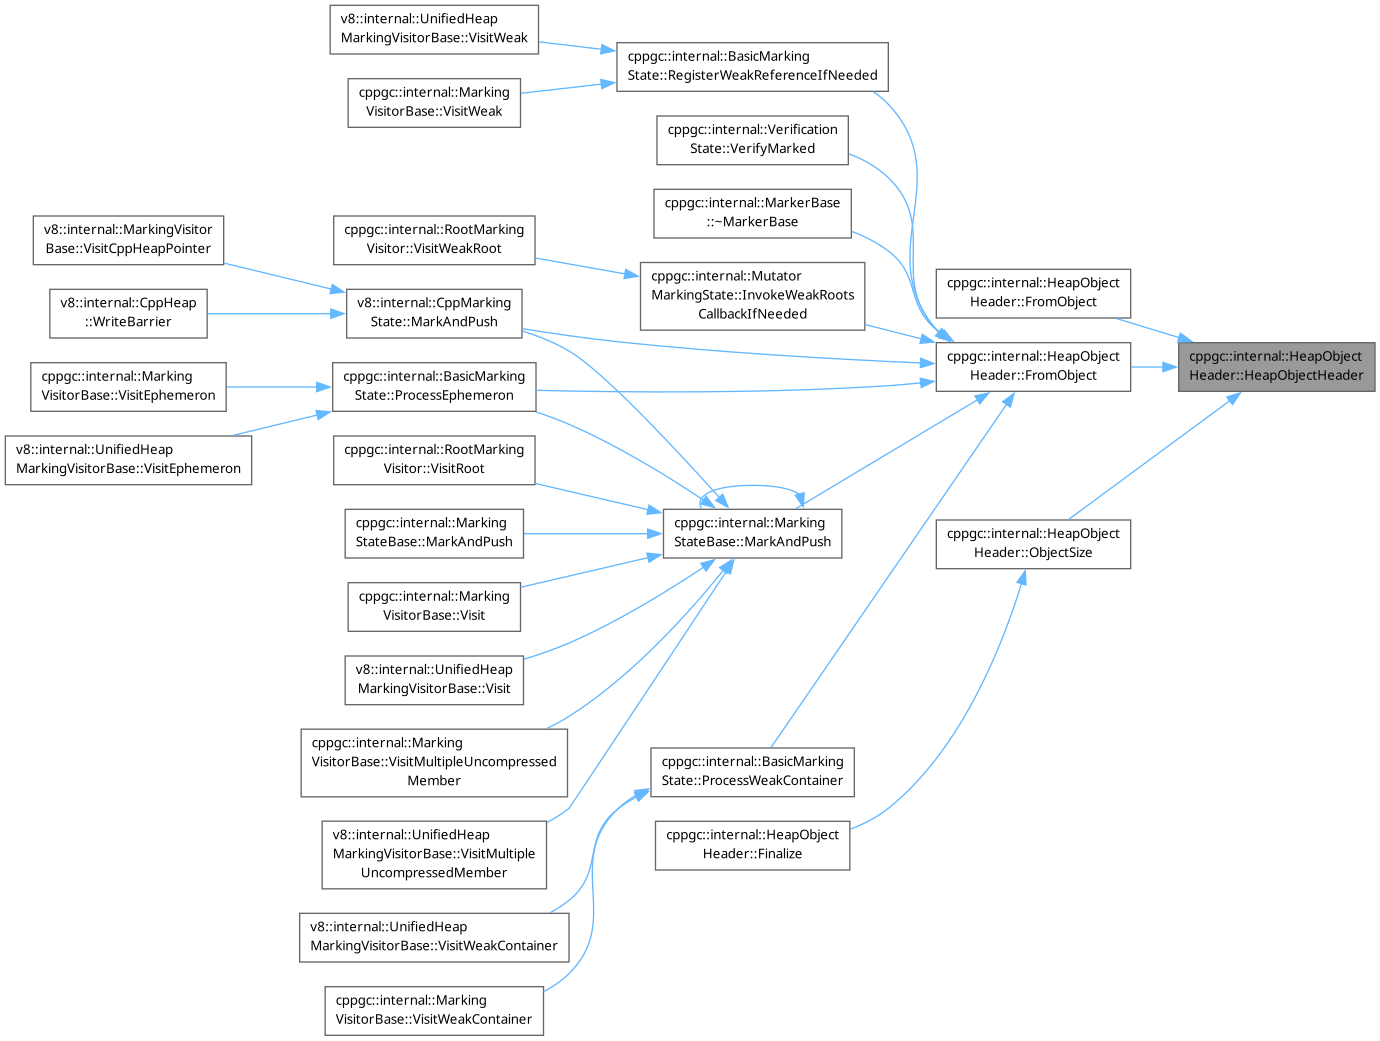 v8::internal::UnifiedHeap
MarkingVisitorBase::VisitWeak
cppgc::internal::Marking
VisitorBase::VisitWeak
v8::internal::MarkingVisitor
Base::VisitCppHeapPointer
v8::internal::CppHeap
::WriteBarrier
cppgc::internal::Marking
VisitorBase::VisitEphemeron
v8::internal::UnifiedHeap
MarkingVisitorBase::VisitEphemeron
cppgc::internal::RootMarking
Visitor::VisitWeakRoot
v8::internal::CppMarking
State::MarkAndPush
cppgc::internal::BasicMarking
State::ProcessEphemeron
cppgc::internal::RootMarking
Visitor::VisitRoot
cppgc::internal::Marking
StateBase::MarkAndPush
cppgc::internal::Marking
VisitorBase::Visit
v8::internal::UnifiedHeap
MarkingVisitorBase::Visit
cppgc::internal::Marking
VisitorBase::VisitMultipleUncompressed
Member
v8::internal::UnifiedHeap
MarkingVisitorBase::VisitMultiple
UncompressedMember
v8::internal::UnifiedHeap
MarkingVisitorBase::VisitWeakContainer
cppgc::internal::Marking
VisitorBase::VisitWeakContainer
cppgc::internal::BasicMarking
State::RegisterWeakReferenceIfNeeded
cppgc::internal::Verification
State::VerifyMarked
cppgc::internal::MarkerBase
::~MarkerBase
cppgc::internal::Mutator
MarkingState::InvokeWeakRoots
CallbackIfNeeded
cppgc::internal::Marking
StateBase::MarkAndPush
cppgc::internal::BasicMarking
State::ProcessWeakContainer
cppgc::internal::HeapObject
Header::Finalize
cppgc::internal::HeapObject
Header::FromObject
cppgc::internal::HeapObject
Header::FromObject
cppgc::internal::HeapObject
Header::ObjectSize
cppgc::internal::HeapObject
Header::HeapObjectHeader